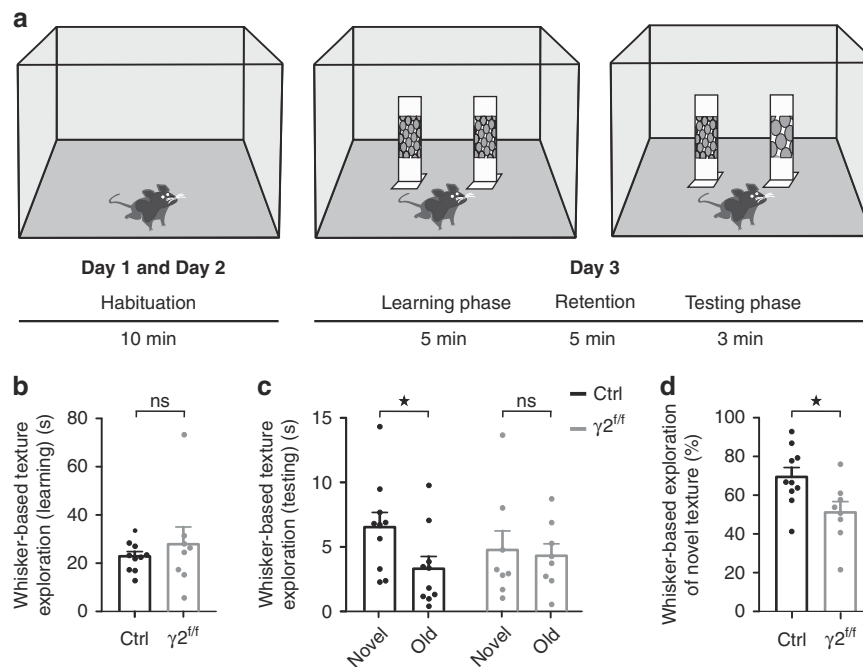 a
Day 1 and Day 2
Day 3
Habituation
Learning phase
Retention
Testing phase
10 min
5 min
5 min
3 min
b
ns
80
60
40
20
0
Whisker-based texture
exploration (learning) (s)
Ctrl
γ2f/f
c
★
ns
Ctrl
γ2f/f
15
10
5
0
Whisker-based texture
exploration (testing) (s)
Novel
Old
Novel
Old
d
★
100
80
60
40
20
0
Whisker-based exploration
of novel texture (%)
Ctrl
γ2f/f